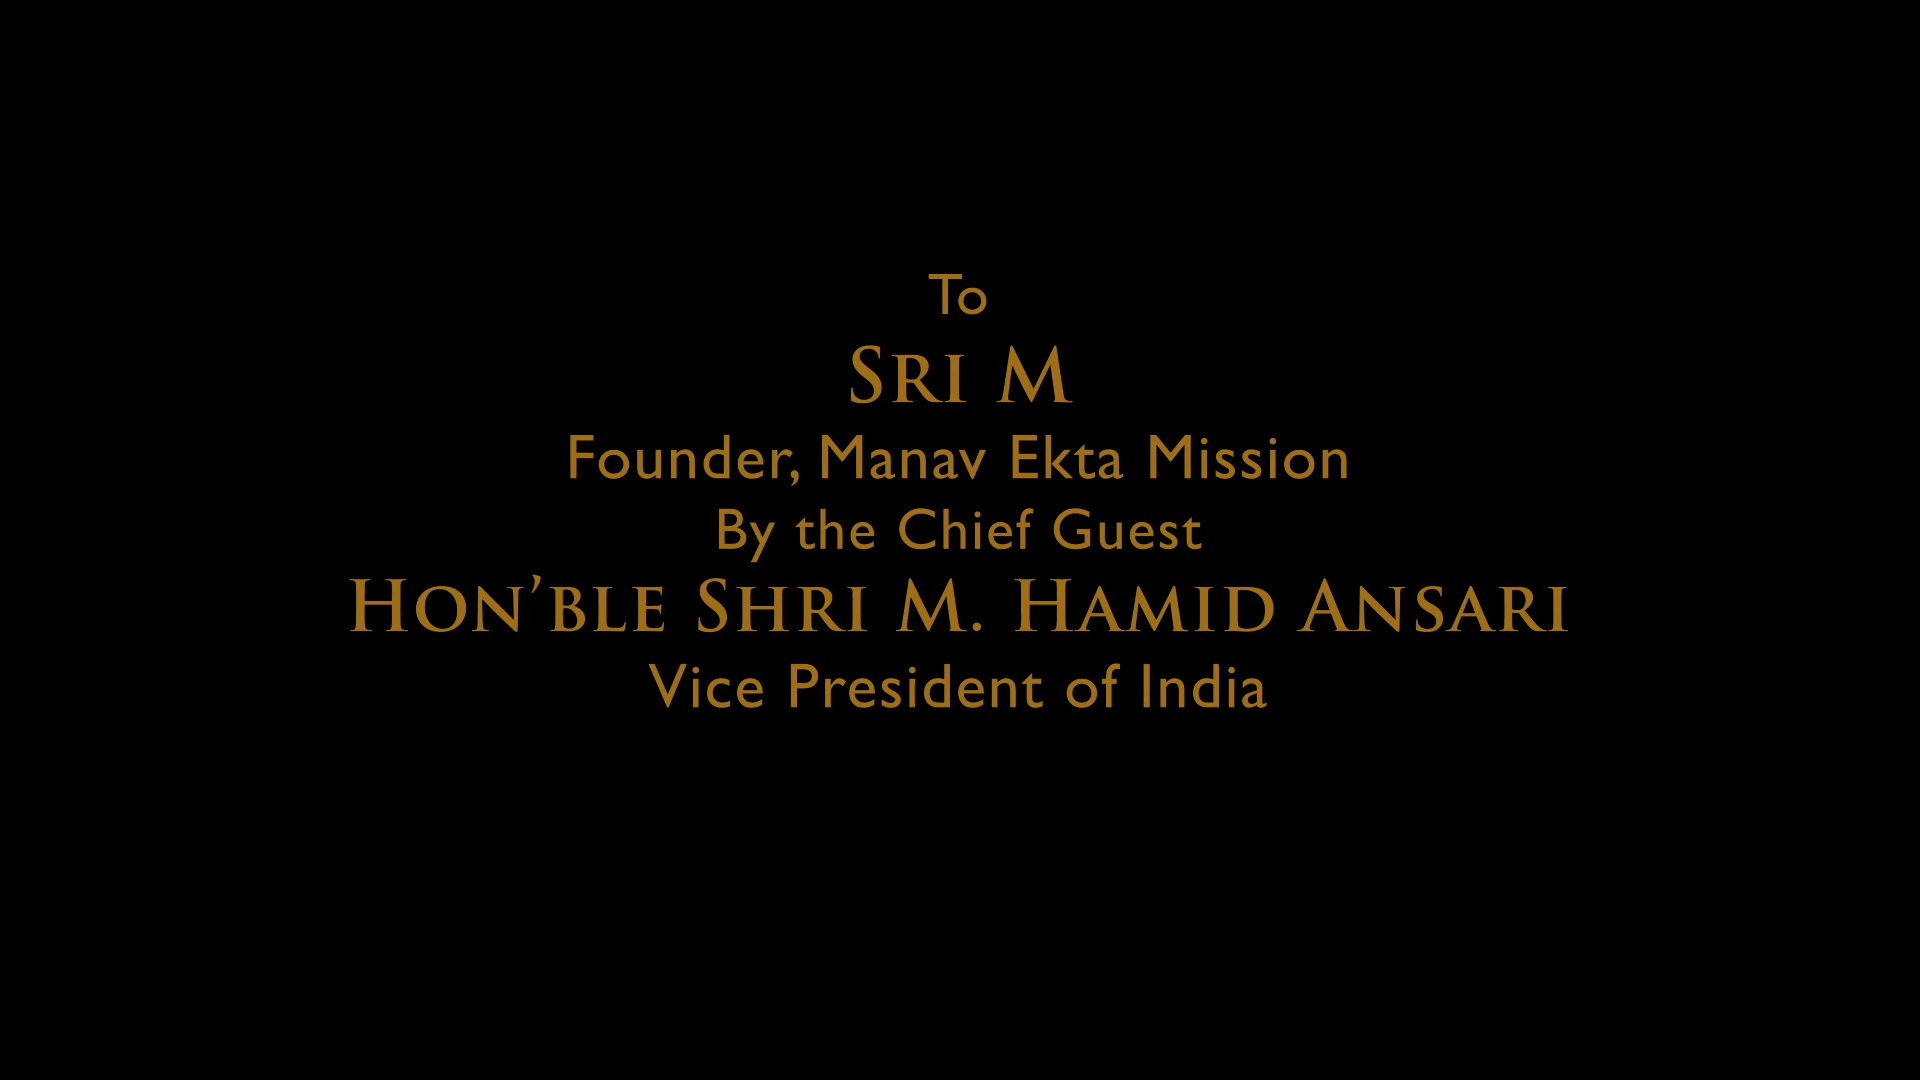 To
Sri M
Founder, Manav Ekta Mission
By the Chief Guest
Hon’ble Shri M. Hamid Ansari
Vice President of India